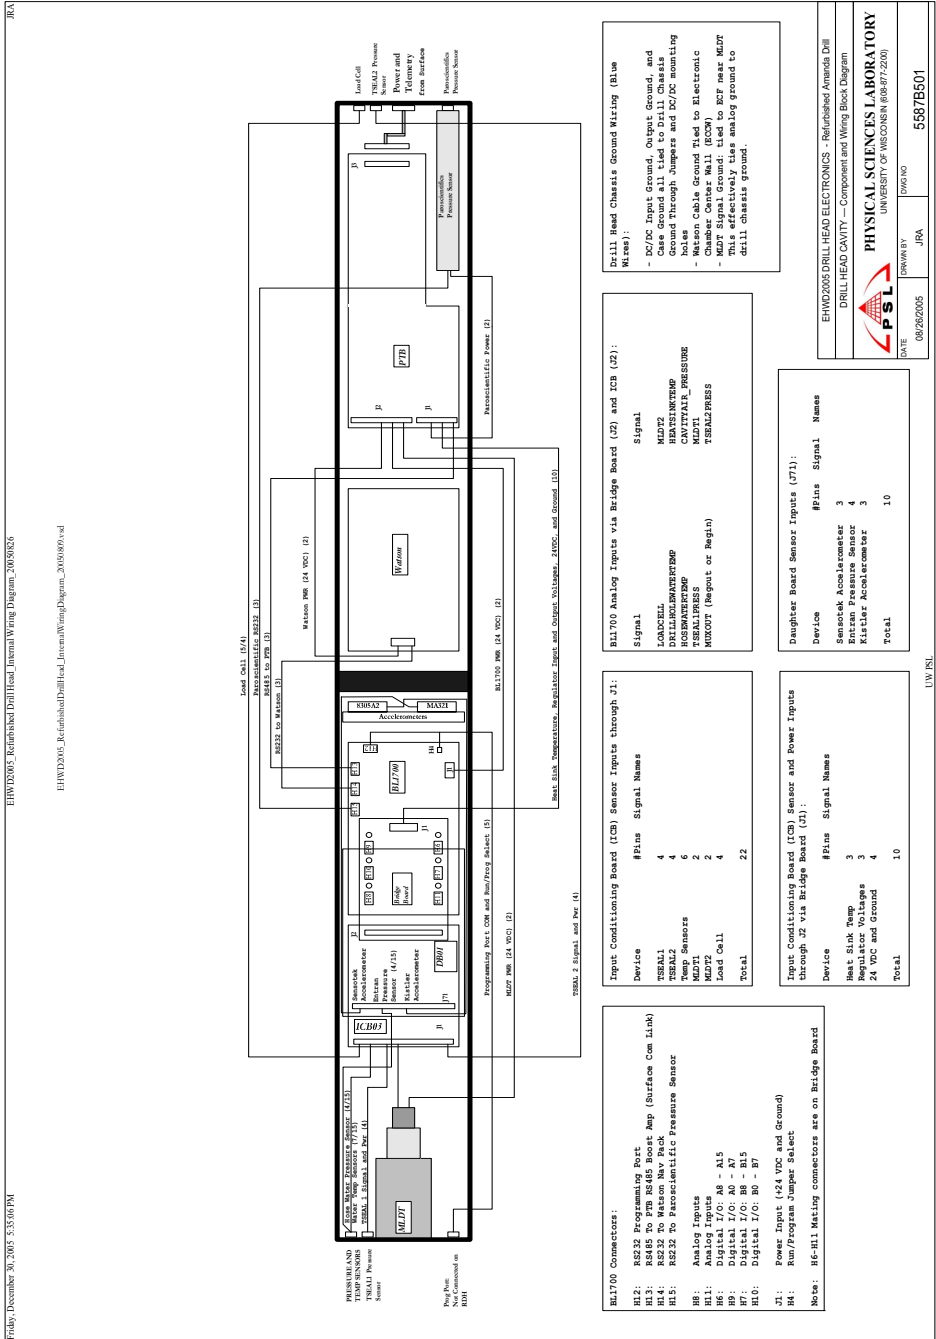 Friday, December 30, 2005 5:35:06 PM
EHWD2005_Refurbished Drill Head_Internal Wiring Diagram_20050826
JRA
EHWD2005_RefurbishedDrillHead_InternalWiringDiagram_20050809.vsd
Load Cell (5/4)
Paroscientific RS232 (3)
RS485 to PTB (3)
RS232 to Watson (3)
Watson PWR (24 VDC) (2)
PRESSURE AND
TEMP SENSORS
TSEAL1 Pressure
Sensor
Prog Port:
Not Connected on
RDH
Hose Water Pressure Sensor (4/15)
Water Temp Sensors (7/15)
TSEAL 1 Signal and Pwr (4)
MLDT
ICB03
J1
Sensotek
Accelerometer
Entran
Pressure
Sensor (4/15)
Kistler
Accelerometer
J71
DB01
J2
Bridge
Board
H8
H10
H9
H11
H7
H6
J1
H15
H14
H13
H12
BL1700
J1
H4
8305A2
MA321
Accelerometers
Watson
J2
PTB
J1
J3
Paroscientific
Pressure Sensor
Load Cell
TSEAL2 Pressure
Sensor
Power and
Telemetry
from Surface
Paroscientific
Pressure Sensor
Paroscientific Power (2)
BL1700 PWR (24 VDC) (2)
Heat Sink Temperature, Regulator Input and Output Voltages, 24VDC, and Ground (10)
Programming Port COM and Run/Prog Select (5)
MLDT PWR (24 VDC) (2)
TSEAL 2 Signal and Pwr (4)
BL1700 Connectors:
H12: RS232 Programming Port
H13: RS485 To PTB RS485 Boost Amp (Surface Com Link)
H14: RS232 To Watson Nav Pack
H15: RS232 To Paroscientific Pressure Sensor
H8: Analog Inputs
H11: Analog Inputs
H6: Digital I/O: A8 - A15
H9: Digital I/O: A0 - A7
H7: Digital I/O: B8 - B15
H10: Digital I/O: B0 - B7
J1: Power Input (+24 VDC and Ground)
H4: Run/Program Jumper Select
Note: H6-H11 Mating connectors are on Bridge Board
Input Conditioning Board (ICB) Sensor Inputs through J1:
Device #Pins Signal Names
TSEAL1 4
TSEAL2 4
Temp Sensors 6
MLDT1 2
MLDT2 2
Load Cell 4
Total 22
Input Conditioning Board (ICB) Sensor and Power Inputs
through J2 via Bridge Board (J1):
Device #Pins Signal Names
Heat Sink Temp 3
Regulator Voltages 3
24 VDC and Ground 4
Total 10
BL1700 Analog Inputs via Bridge Board (J2) and ICB (J2):
Signal Signal
LOADCELL MLDT2
DRILLHOLEWATERTEMP HEATSINKTEMP
HOSEWATERTEMP CAVITYAIR_PRESSURE
TSEAL1PRESS MLDT1
MUXOUT (Regout or Regin) TSEAL2PRESS
Daughter Board Sensor Inputs (J71):
Device #Pins Signal Names
Sensotek Accelerometer 3
Entran Pressure Sensor 4
Kistler Accelerometer 3
Total 10
Drill Head Chassis Ground Wiring (Blue
Wires):
- DC/DC Input Ground, Output Ground, and
Case Ground all tied to Drill Chassis
Ground Through Jumpers and DC/DC mounting
holes
- Watson Cable Ground Tied to Electronic
Chamber Center Wall (ECCW)
- MLDT Signal Ground: tied to ECF near MLDT
This effectively ties analog ground to
drill chassis ground.
EHWD2005 DRILL HEAD ELECTRONICS - Refurbished Amanda Drill
DRILL HEAD CAVITY — Component and Wiring Block Diagram
PSL
PHYSICAL SCIENCES LABORATORY
UNIVERSITY OF WISCONSIN (608-877-2200)
DATE
08/26/2005
DRAWN BY
JRA
DWG NO
5587B501
UW PSL